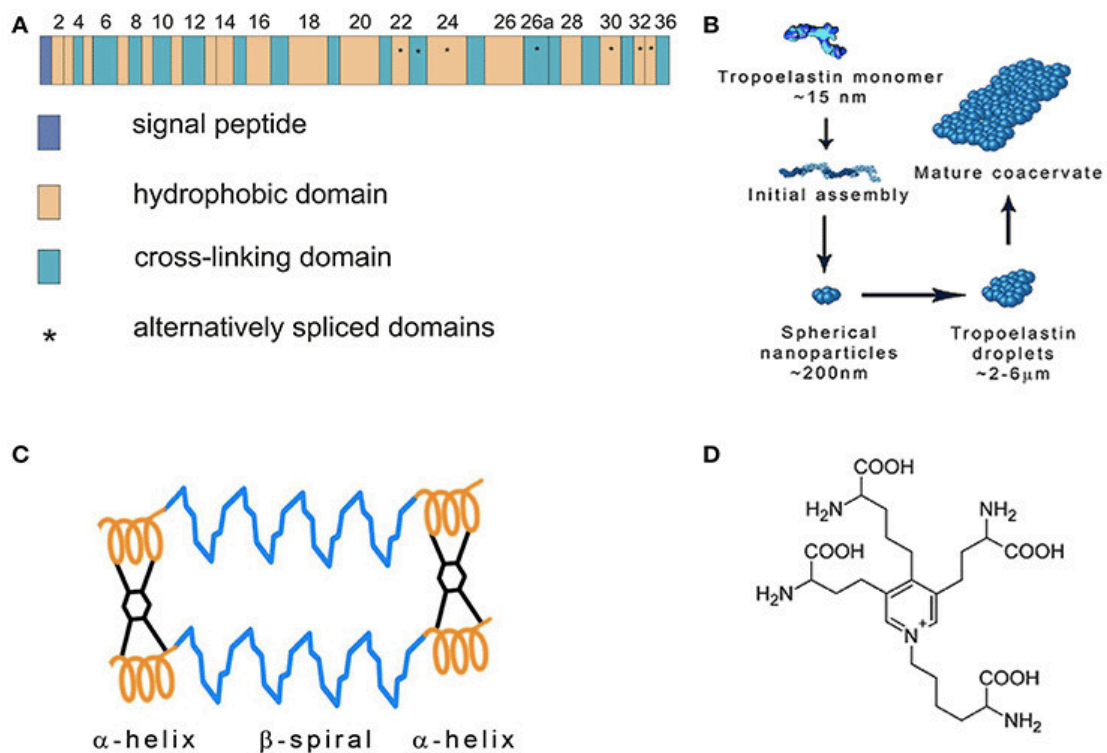 A
2 4 6 8 10 12 14 16 18 20 22 24 26 26a 28 30 32 36
* * * * * * *
signal peptide
hydrophobic domain
cross-linking domain
* alternatively spliced domains
B
Tropoelastin monomer
~15 nm
Initial assembly
Spherical
nanoparticles
~200nm
Tropoelastin
droplets
~2-6μm
Mature coacervate
C
α-helix β-spiral α-helix
D
COOH
H₂N
COOH
H₂N
NH₂
COOH
N
+
COOH
NH₂